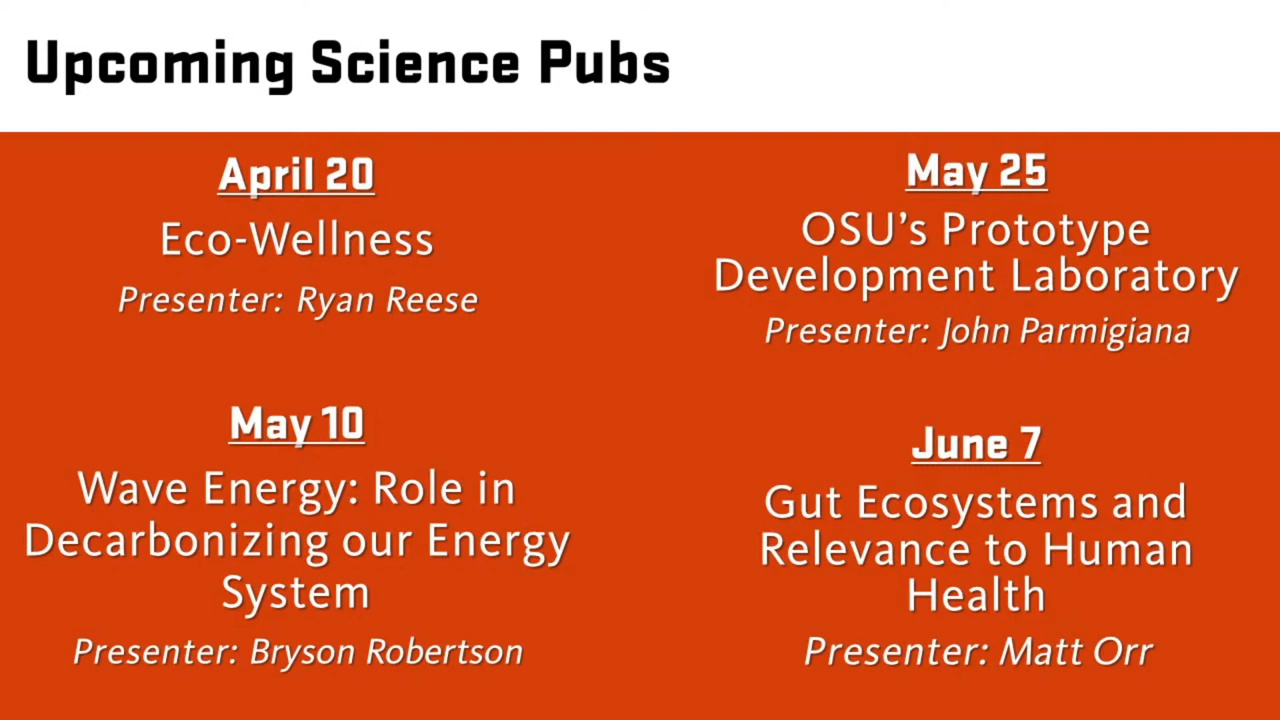 Upcoming Science Pubs
April 20
Eco-Wellness
Presenter: Ryan Reese
May 10
Wave Energy: Role in
Decarbonizing our Energy
System
Presenter: Bryson Robertson
May 25
OSU’s Prototype
Development Laboratory
Presenter: John Parmigiana
June 7
Gut Ecosystems and
Relevance to Human
Health
Presenter: Matt Orr